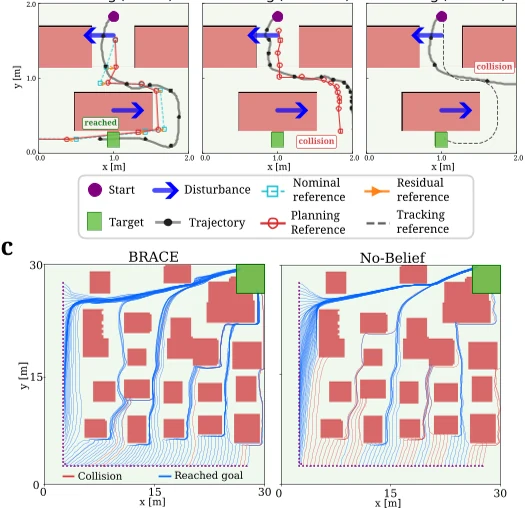 2.0
1.0
0.0
y [m]
reached
0.0
1.0
2.0
x [m]
collision
0.0
1.0
2.0
x [m]
collision
0.0
1.0
2.0
x [m]
Start
Disturbance
Nominal
reference
Residual
reference
Target
Trajectory
Planning
Reference
Tracking
reference
c
BRACE
No-Belief
30
15
0
y [m]
Collision
Reached goal
0
15
30
x [m]
0
15
30
x [m]